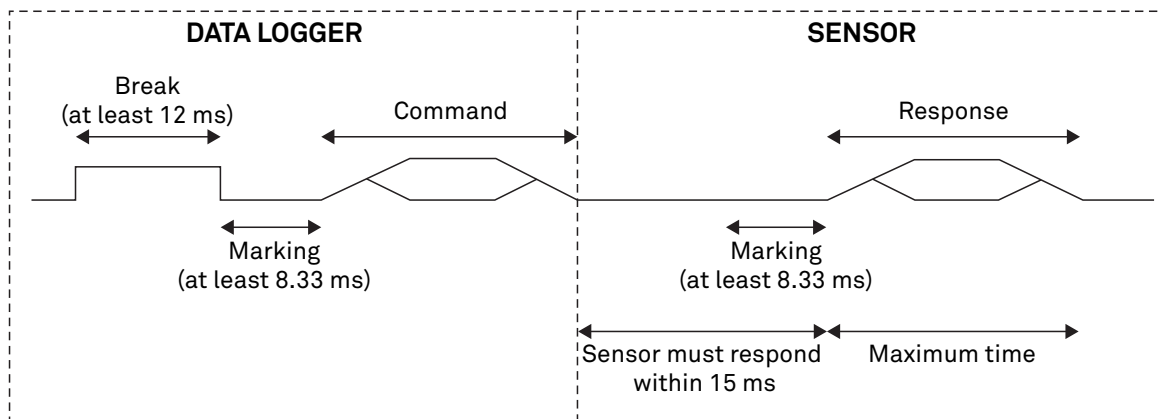 DATA LOGGER
SENSOR
Break
(at least 12 ms)
Command
Response
Marking
(at least 8.33 ms)
Marking
(at least 8.33 ms)
Sensor must respond
within 15 ms
Maximum time